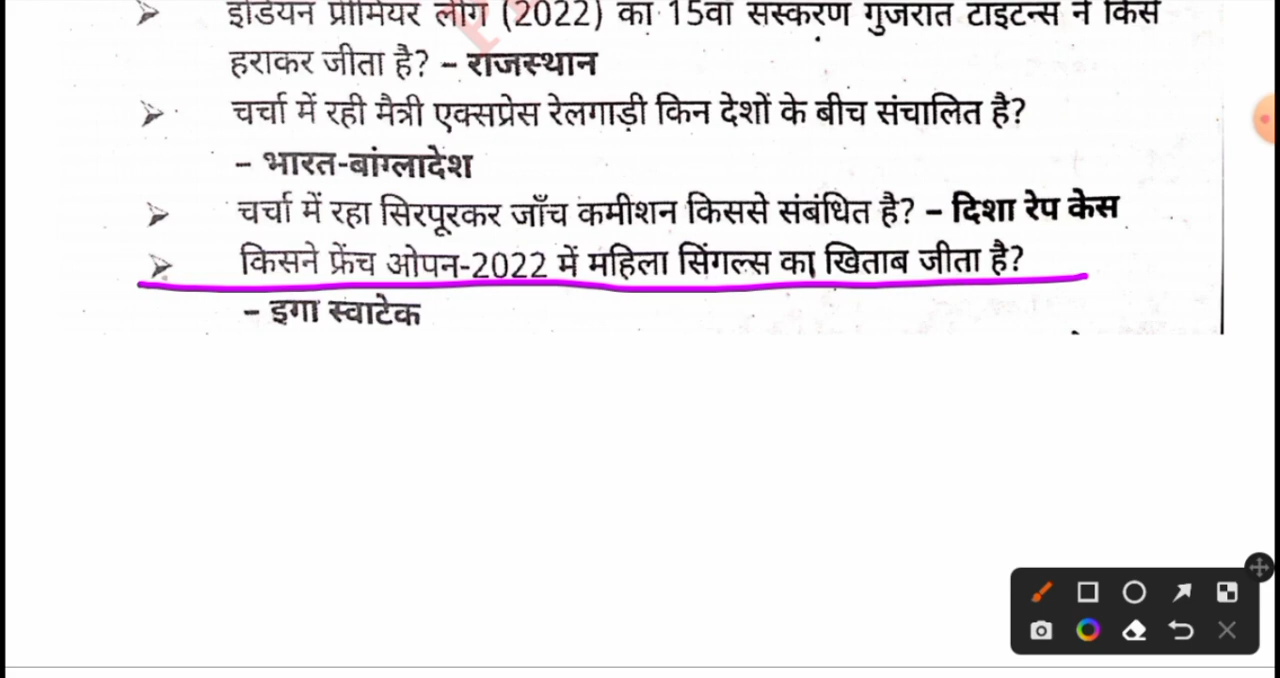 ➢ इंडियन प्रीमियर लीग (2022) का 15वां संस्करण गुजरात टाइटन्स ने किसे
हराकर जीता है? – राजस्थान
➢ चर्चा में रही मैत्री एक्सप्रेस रेलगाड़ी किन देशों के बीच संचालित है?
– भारत-बांग्लादेश
➢ चर्चा में रहा सिरपूरकर जाँच कमीशन किससे संबंधित है? – दिशा रेप केस
➢ किसने फ्रेंच ओपन-2022 में महिला सिंगल्स का खिताब जीता है?
– इगा स्वाटेक